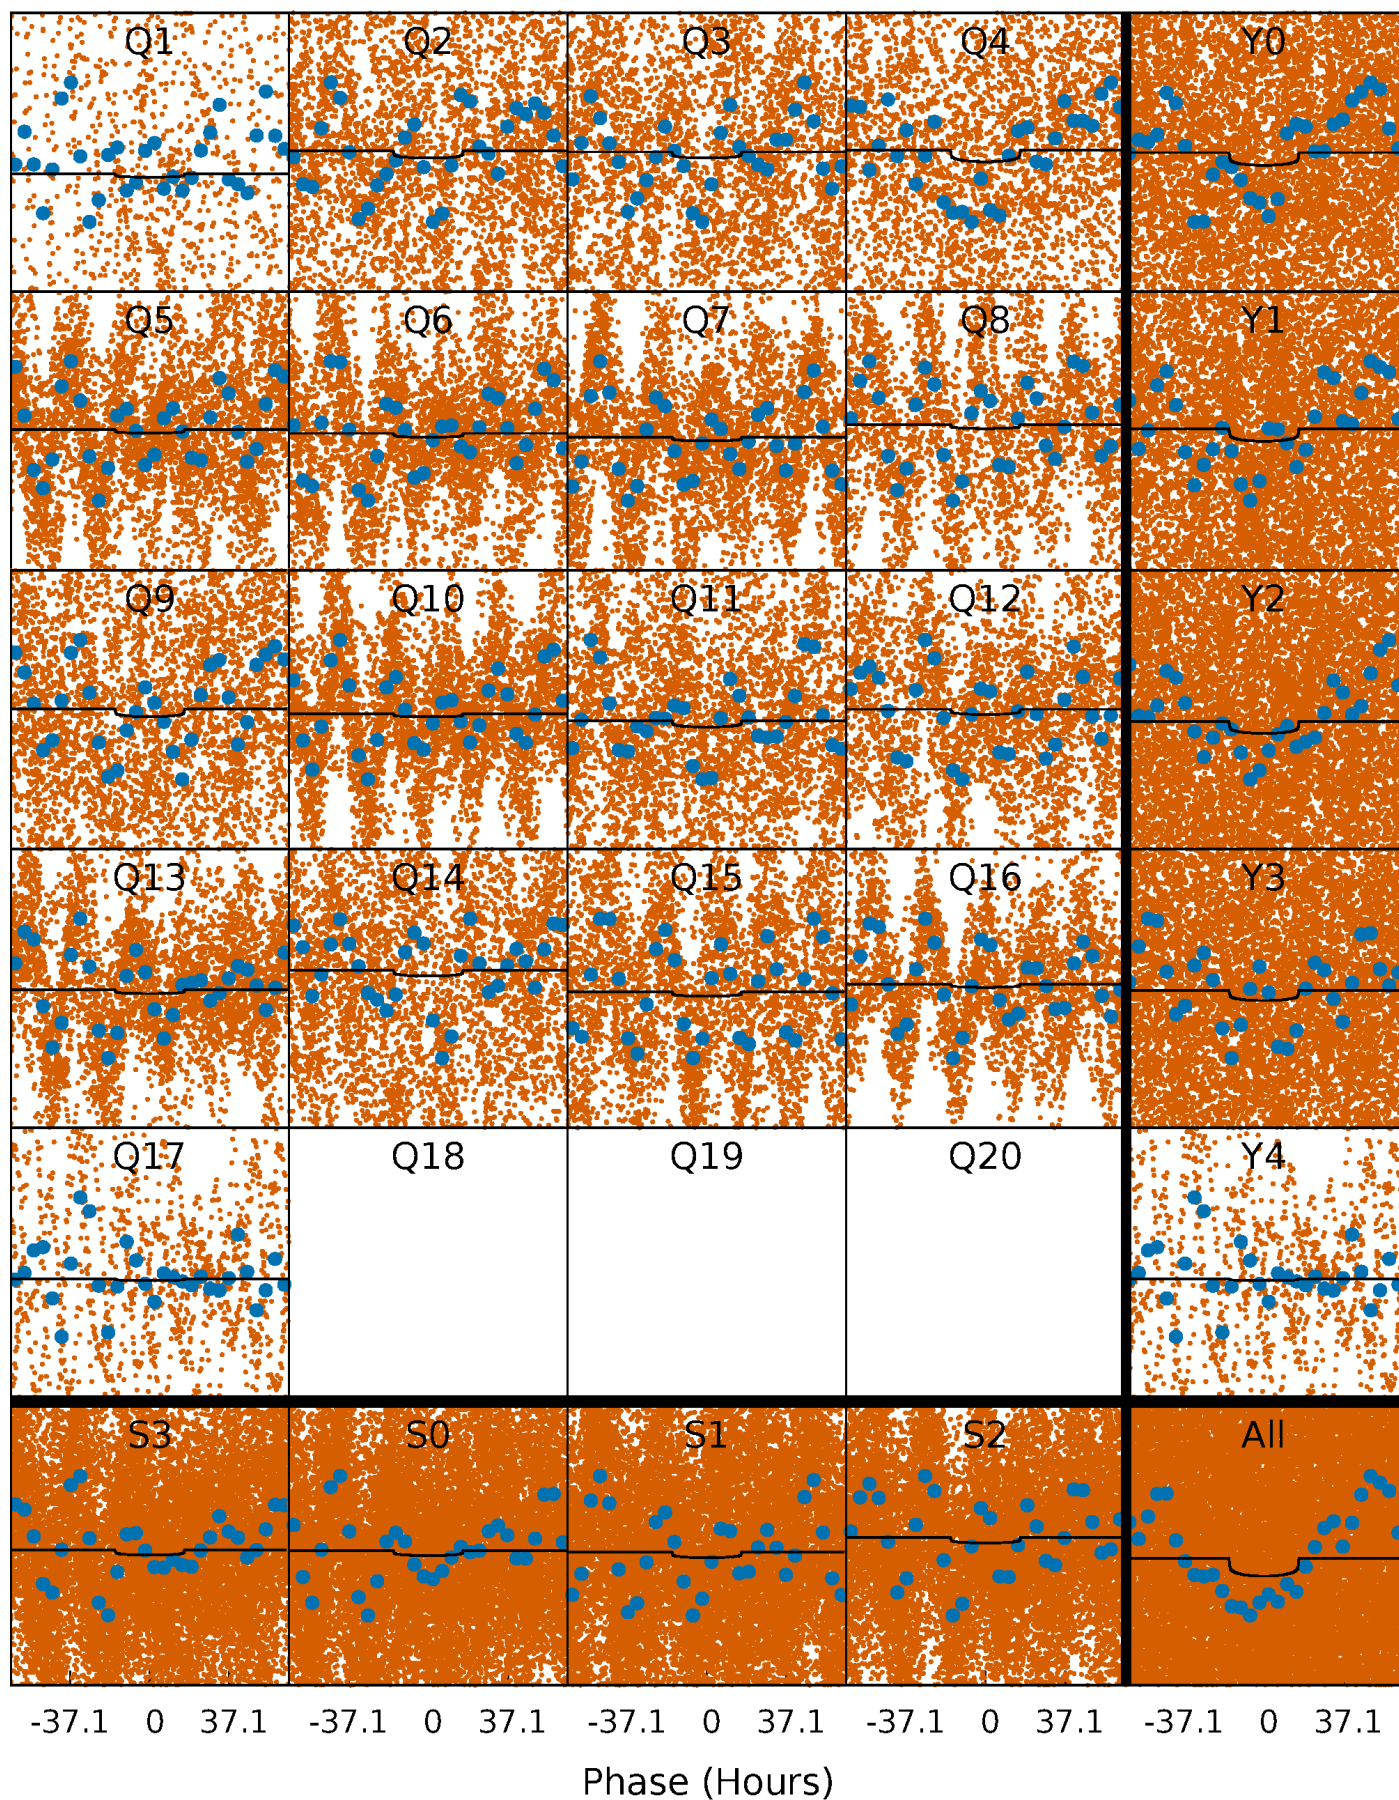 Q1 Q2 Q3 Q4 Y0
Q5 Q6 Q7 Q8 Y1
Q9 Q10 Q11 Q12 Y2
Q13 Q14 Q15 Q16 Y3
Q17 Q18 Q19 Q20 Y4
S3 S0 S1 S2 All
-37.1 0 37.1 -37.1 0 37.1 -37.1 0 37.1 -37.1 0 37.1 -37.1 0 37.1
Phase (Hours)